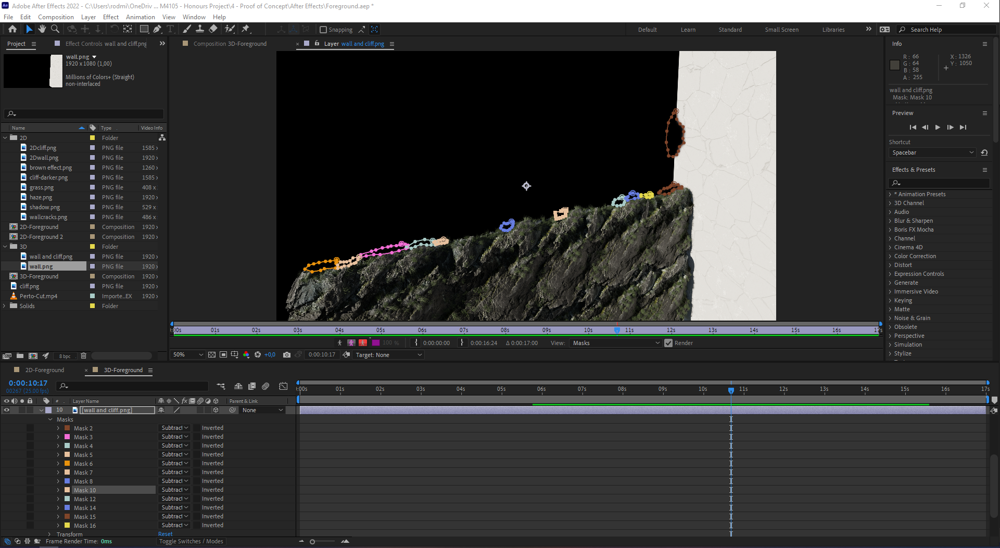 Adobe After Effects 2022 - C:\Users\rodmi\OneDriv ... M4105 - Honours Project\4 - Proof of Concept\After Effects\Foreground.aep *
File Edit Composition Layer Effect Animation View Window Help
Snapping
Default Learn Standard Small Screen Libraries
Search Help
Project
Effect Controls wall and cliff.png
wall.png
1920 x 1080 (1,00)
Millions of Colors+ (Straight)
non-interlaced
Name Type Video Info
2D Folder
2Dcliff.png PNG file 1585 x
2Dwall.png PNG file 1920 x
brown effect.png PNG file 1260 x
cliff-darker.png PNG file 1585 x
grass.png PNG file 408 x
haze.png PNG file 1920 x
shadow.png PNG file 529 x
wallcracks.png PNG file 486 x
2D-Foreground Composition 1920 x
2D-Foreground 2 Composition 1920 x
3D Folder
wall and cliff.png PNG file 1920 x
wall.png PNG file 1920 x
3D-Foreground Composition 1920 x
cliff.png PNG file 1920 x
Perto-Cut.mp4 Importe...EX 1920 x
Solids Folder
8 bpc
Composition 3D-Foreground
Layer wall and cliff.png
:00s 01s 02s 03s 04s 05s 06s 07s 08s 09s 10s 11s 12s 13s 14s 15s 16s 17s
100 % 0:00:00:00 0:00:16:24 Δ 0:00:17:00 View: Masks Render
50% +0,0 0:00:10:17 Target: None
Info
R: 66
G: 64
B: 58
A: 255
X: 1326
Y: 1050
wall and cliff.png
Mask: Mask 10
Preview
Shortcut
Spacebar
Effects & Presets
* Animation Presets
3D Channel
Audio
Blur & Sharpen
Boris FX Mocha
Channel
Cinema 4D
Color Correction
Distort
Expression Controls
Generate
Immersive Video
Keying
Matte
Noise & Grain
Obsolete
Perspective
Simulation
Stylize
2D-Foreground
3D-Foreground
0:00:10:17
00267 (25.00 fps)
:00s 01s 02s 03s 04s 05s 06s 07s 08s 09s 10s 11s 12s 13s 14s 15s 16s 17s
# Layer Name fx Parent & Link
10 [wall and cliff.png] None
Masks
Mask 2 Subtract Inverted
Mask 3 Subtract Inverted
Mask 4 Subtract Inverted
Mask 5 Subtract Inverted
Mask 6 Subtract Inverted
Mask 7 Subtract Inverted
Mask 8 Subtract Inverted
Mask 10 Subtract Inverted
Mask 12 Subtract Inverted
Mask 14 Subtract Inverted
Mask 15 Subtract Inverted
Mask 16 Subtract Inverted
Transform Reset
Frame Render Time: 0ms
Toggle Switches / Modes